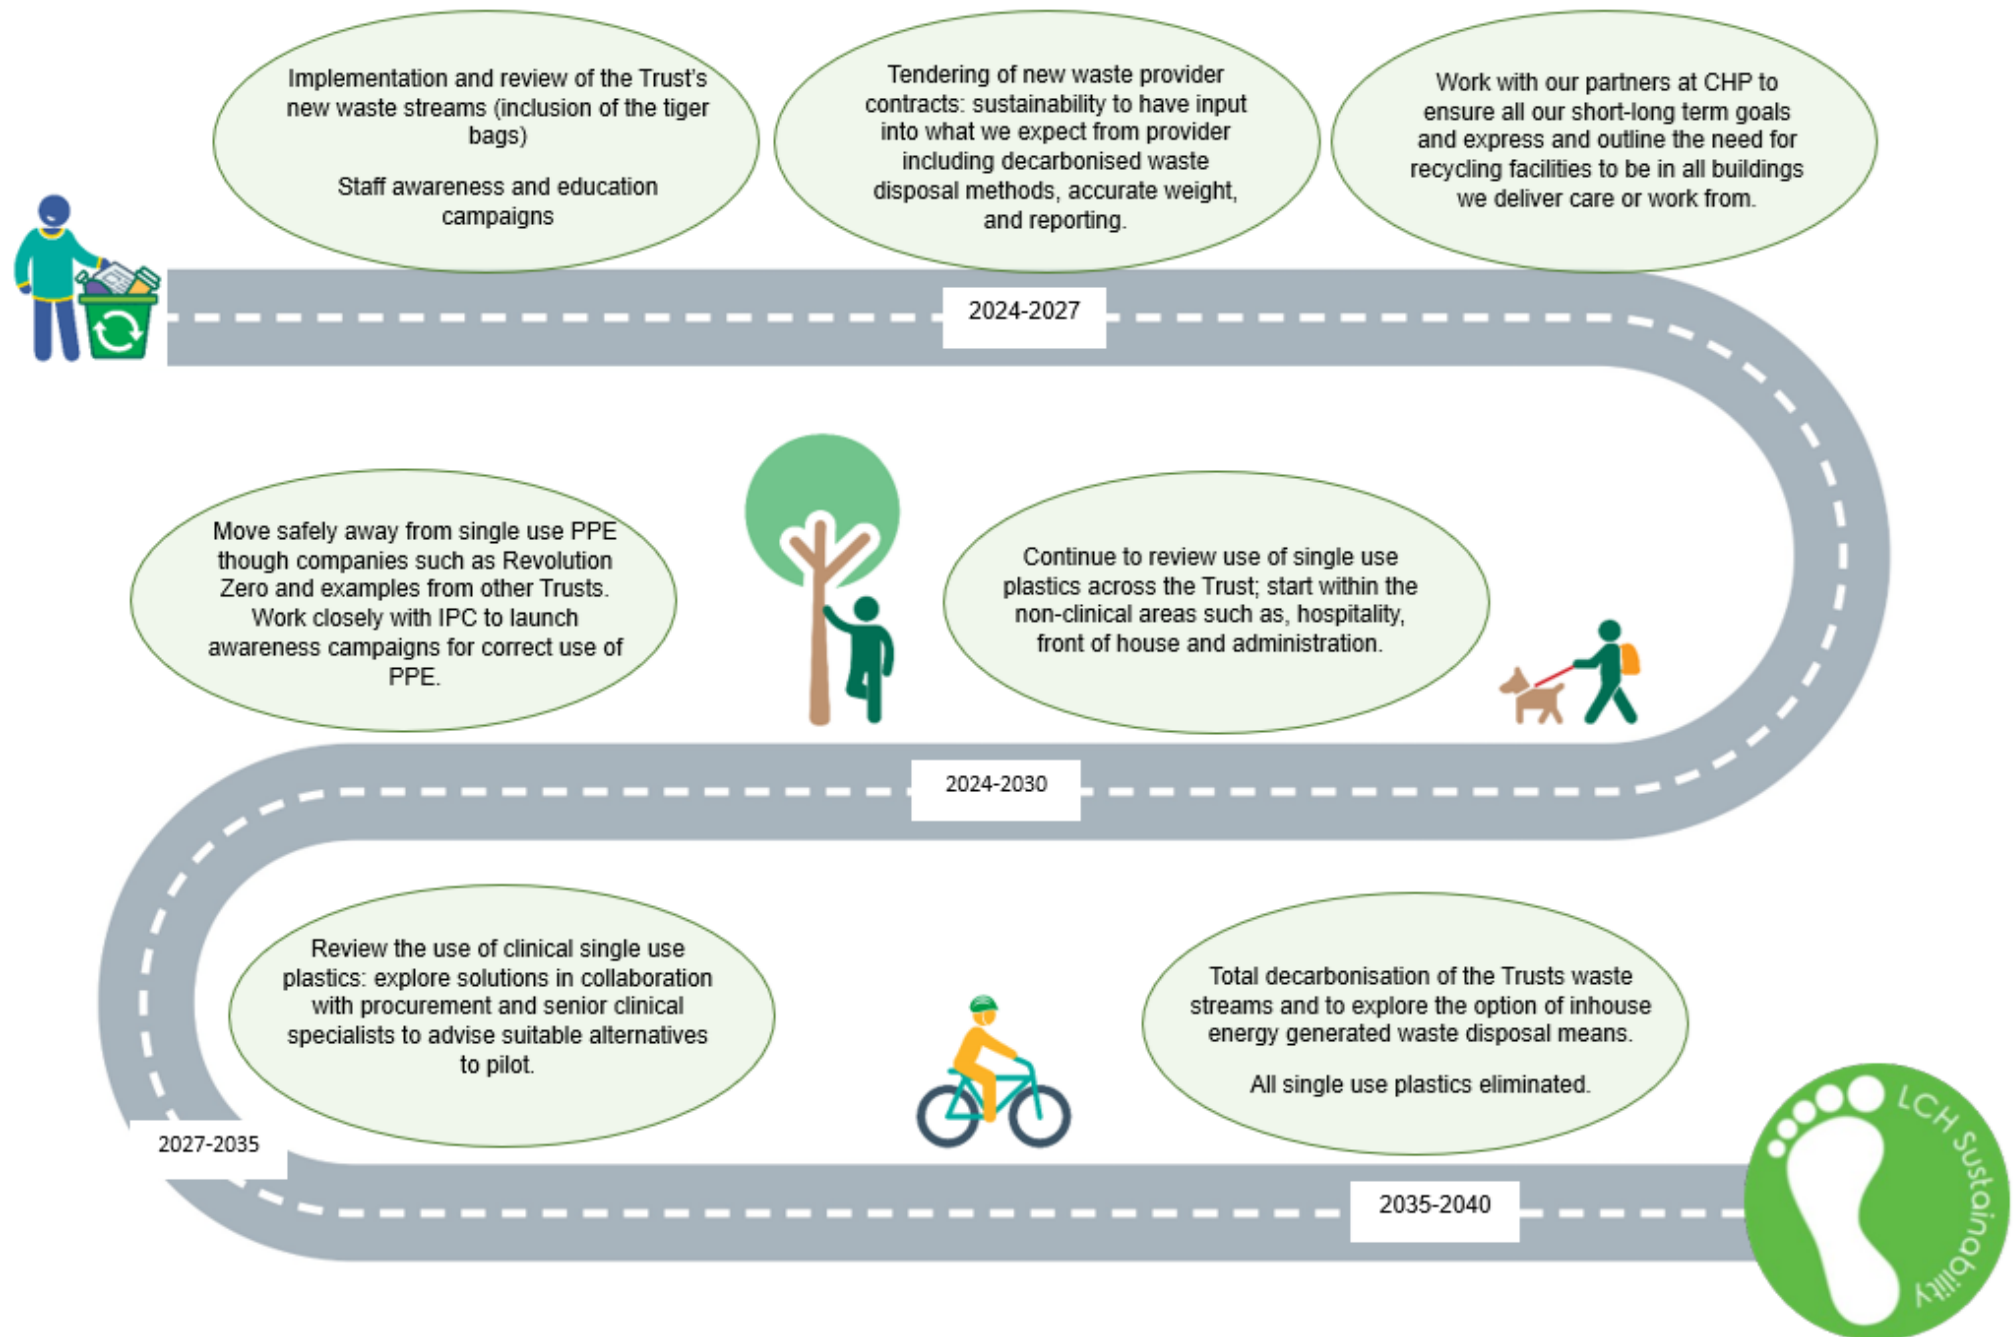 Implementation and review of the Trust's
new waste streams (inclusion of the tiger
bags)
Staff awareness and education
campaigns
Tendering of new waste provider
contracts: sustainability to have input
into what we expect from provider
including decarbonised waste
disposal methods, accurate weight,
and reporting.
Work with our partners at CHP to
ensure all our short-long term goals
and express and outline the need for
recycling facilities to be in all buildings
we deliver care or work from.
2024-2027
Move safely away from single use PPE
though companies such as Revolution
Zero and examples from other Trusts.
Work closely with IPC to launch
awareness campaigns for correct use of
PPE.
Continue to review use of single use
plastics across the Trust; start within the
non-clinical areas such as, hospitality,
front of house and administration.
2024-2030
Review the use of clinical single use
plastics: explore solutions in collaboration
with procurement and senior clinical
specialists to advise suitable alternatives
to pilot.
Total decarbonisation of the Trusts waste
streams and to explore the option of inhouse
energy generated waste disposal means.
All single use plastics eliminated.
2027-2035
2035-2040
LCH Sustainability